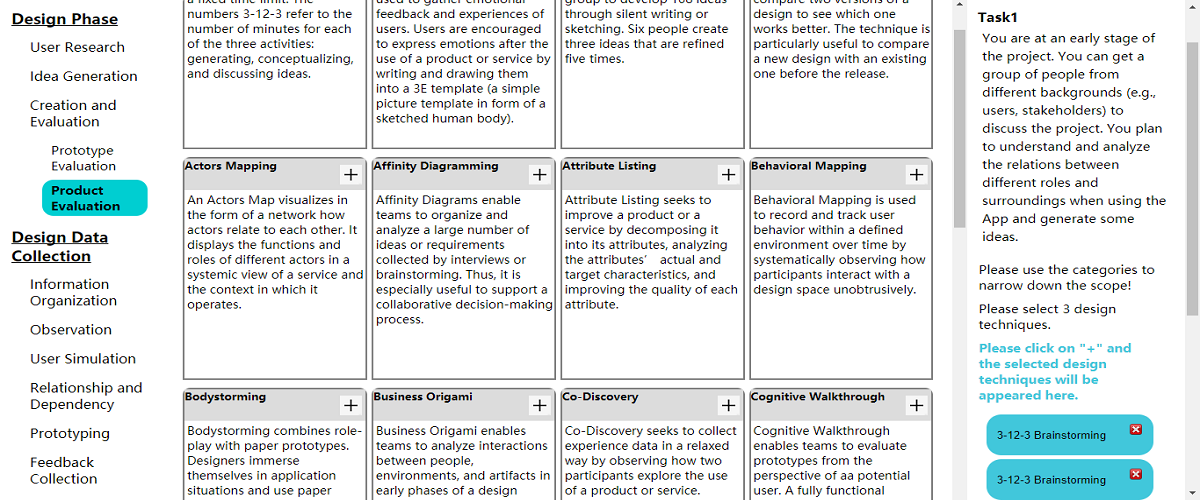 Design Phase
User Research
Idea Generation
Creation and
Evaluation
Prototype
Evaluation
Product
Evaluation
Design Data
Collection
Information
Organization
Observation
User Simulation
Relationship and
Dependency
Prototyping
Feedback
Collection
a fixed time limit. The
numbers 3-12-3 refer to the
number of minutes for each
of the three activities:
generating, conceptualizing,
and discussing ideas.
used to gather emotional
feedback and experiences of
users. Users are encouraged
to express emotions after the
use of a product or service by
writing and drawing them
into a 3E template (a simple
picture template in form of a
sketched human body).
group to develop 108 ideas
through silent writing or
sketching. Six people create
three ideas that are refined
five times.
compare two versions of a
design to see which one
works better. The technique is
particularly useful to compare
a new design with an existing
one before the release.
Actors Mapping +
An Actors Map visualizes in
the form of a network how
actors relate to each other. It
displays the functions and
roles of different actors in a
systemic view of a service and
the context in which it
operates.
Affinity Diagramming +
Affinity Diagrams enable
teams to organize and
analyze a large number of
ideas or requirements
collected by interviews or
brainstorming. Thus, it is
especially useful to support a
collaborative decision-making
process.
Attribute Listing +
Attribute Listing seeks to
improve a product or a
service by decomposing it
into its attributes, analyzing
the attributes’ actual and
target characteristics, and
improving the quality of each
attribute.
Behavioral Mapping +
Behavioral Mapping is used
to record and track user
behavior within a defined
environment over time by
systematically observing how
participants interact with a
design space unobtrusively.
Bodystorming +
Bodystorming combines role-
play with paper prototypes.
Designers immerse
themselves in application
situations and use paper
Business Origami +
Business Origami enables
teams to analyze interactions
between people,
environments, and artifacts in
early phases of a design
Co-Discovery +
Co-Discovery seeks to collect
experience data in a relaxed
way by observing how two
participants explore the use
of a product or service.
Cognitive Walkthrough +
Cognitive Walkthrough
enables teams to evaluate
prototypes from the
perspective of aa potential
user. A fully functional
Task1
You are at an early stage of
the project. You can get a
group of people from
different backgrounds (e.g.,
users, stakeholders) to
discuss the project. You plan
to understand and analyze
the relations between
different roles and
surroundings when using the
App and generate some
ideas.
Please use the categories to
narrow down the scope!
Please select 3 design
techniques.
Please click on "+" and
the selected design
techniques will be
appeared here.
3-12-3 Brainstorming
3-12-3 Brainstorming